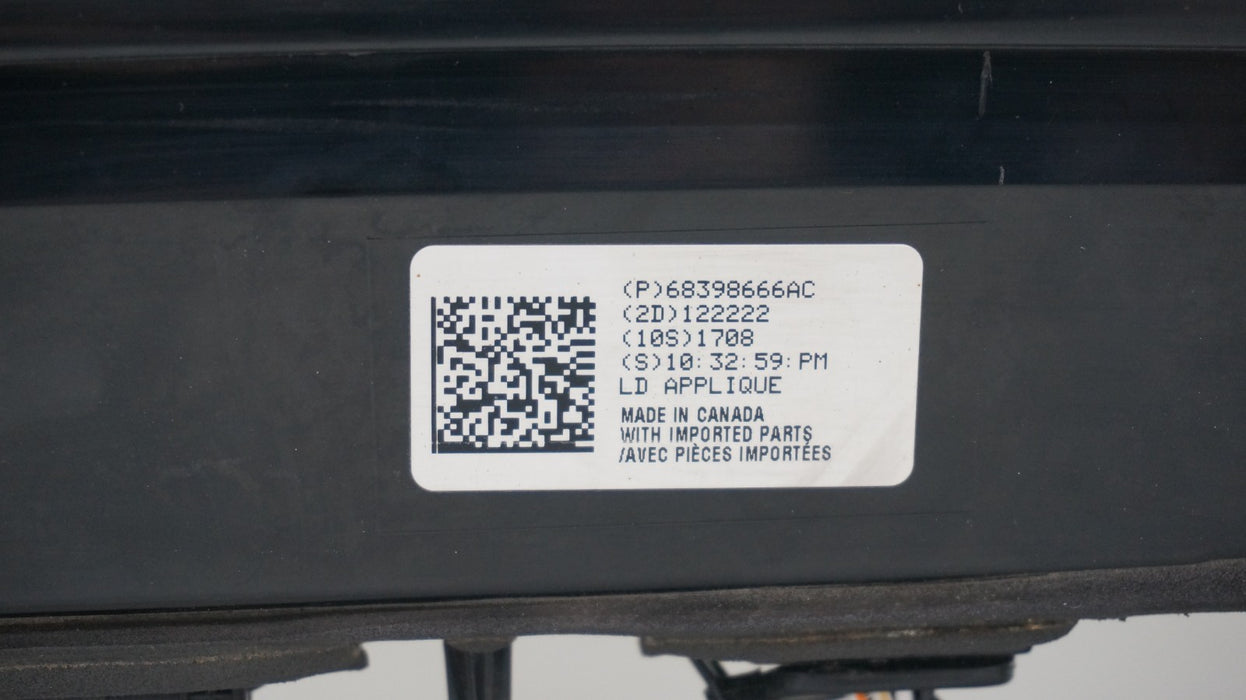 (P)68398666AC
(2D)122222
(10S)1708
(S)10:32:59:PM
LD APPLIQUE
MADE IN CANADA
WITH IMPORTED PARTS
/AVEC PIÈCES IMPORTÉES